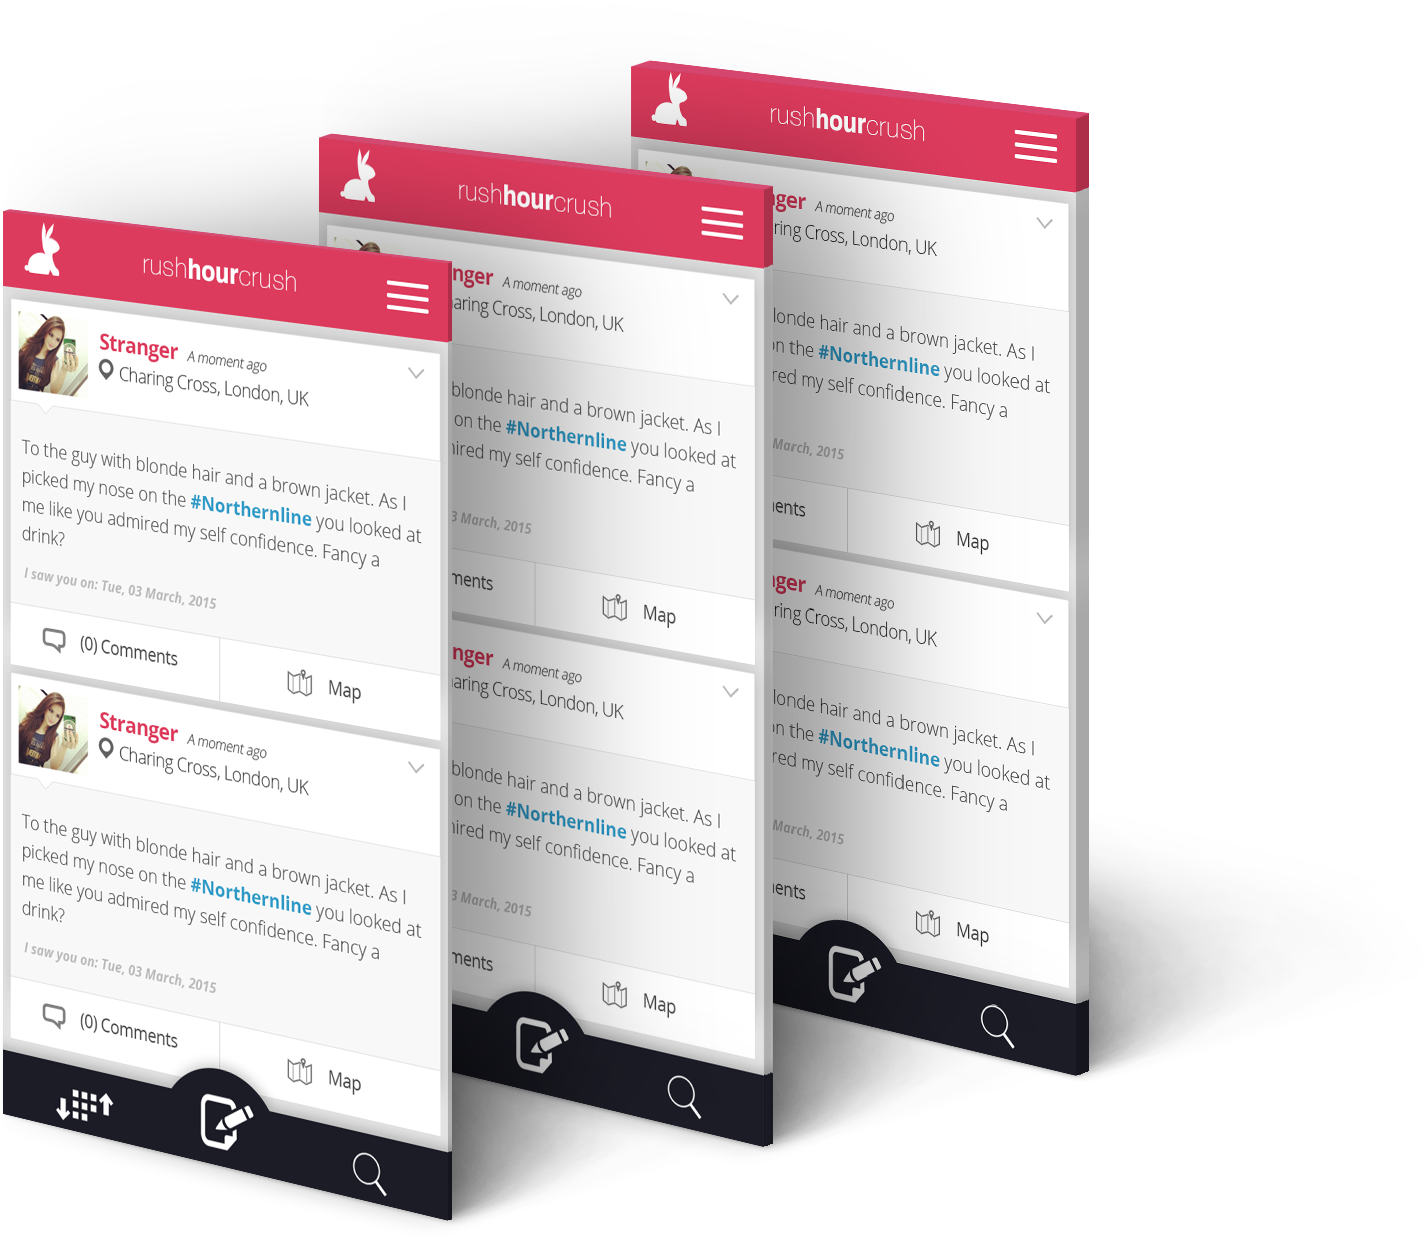 rushhourcrush
Stranger A moment ago
Charing Cross, London, UK
To the guy with blonde hair and a brown jacket. As I
picked my nose on the #Northernline you looked at
me like you admired my self confidence. Fancy a
drink?
I saw you on: Tue, 03 March, 2015
(0) Comments
Map
Stranger A moment ago
Charing Cross, London, UK
To the guy with blonde hair and a brown jacket. As I
picked my nose on the #Northernline you looked at
me like you admired my self confidence. Fancy a
drink?
I saw you on: Tue, 03 March, 2015
(0) Comments
Map
rushhourcrush
nger A moment ago
aring Cross, London, UK
blonde hair and a brown jacket. As I
on the #Northernline you looked at
ired my self confidence. Fancy a
3 March, 2015
ments
Map
nger A moment ago
aring Cross, London, UK
blonde hair and a brown jacket. As I
on the #Northernline you looked at
ired my self confidence. Fancy a
3 March, 2015
ments
Map
rushhourcrush
ger A moment ago
ring Cross, London, UK
londe hair and a brown jacket. As I
on the #Northernline you looked at
red my self confidence. Fancy a
March, 2015
ents
Map
ger A moment ago
ring Cross, London, UK
londe hair and a brown jacket. As I
on the #Northernline you looked at
red my self confidence. Fancy a
March, 2015
ents
Map